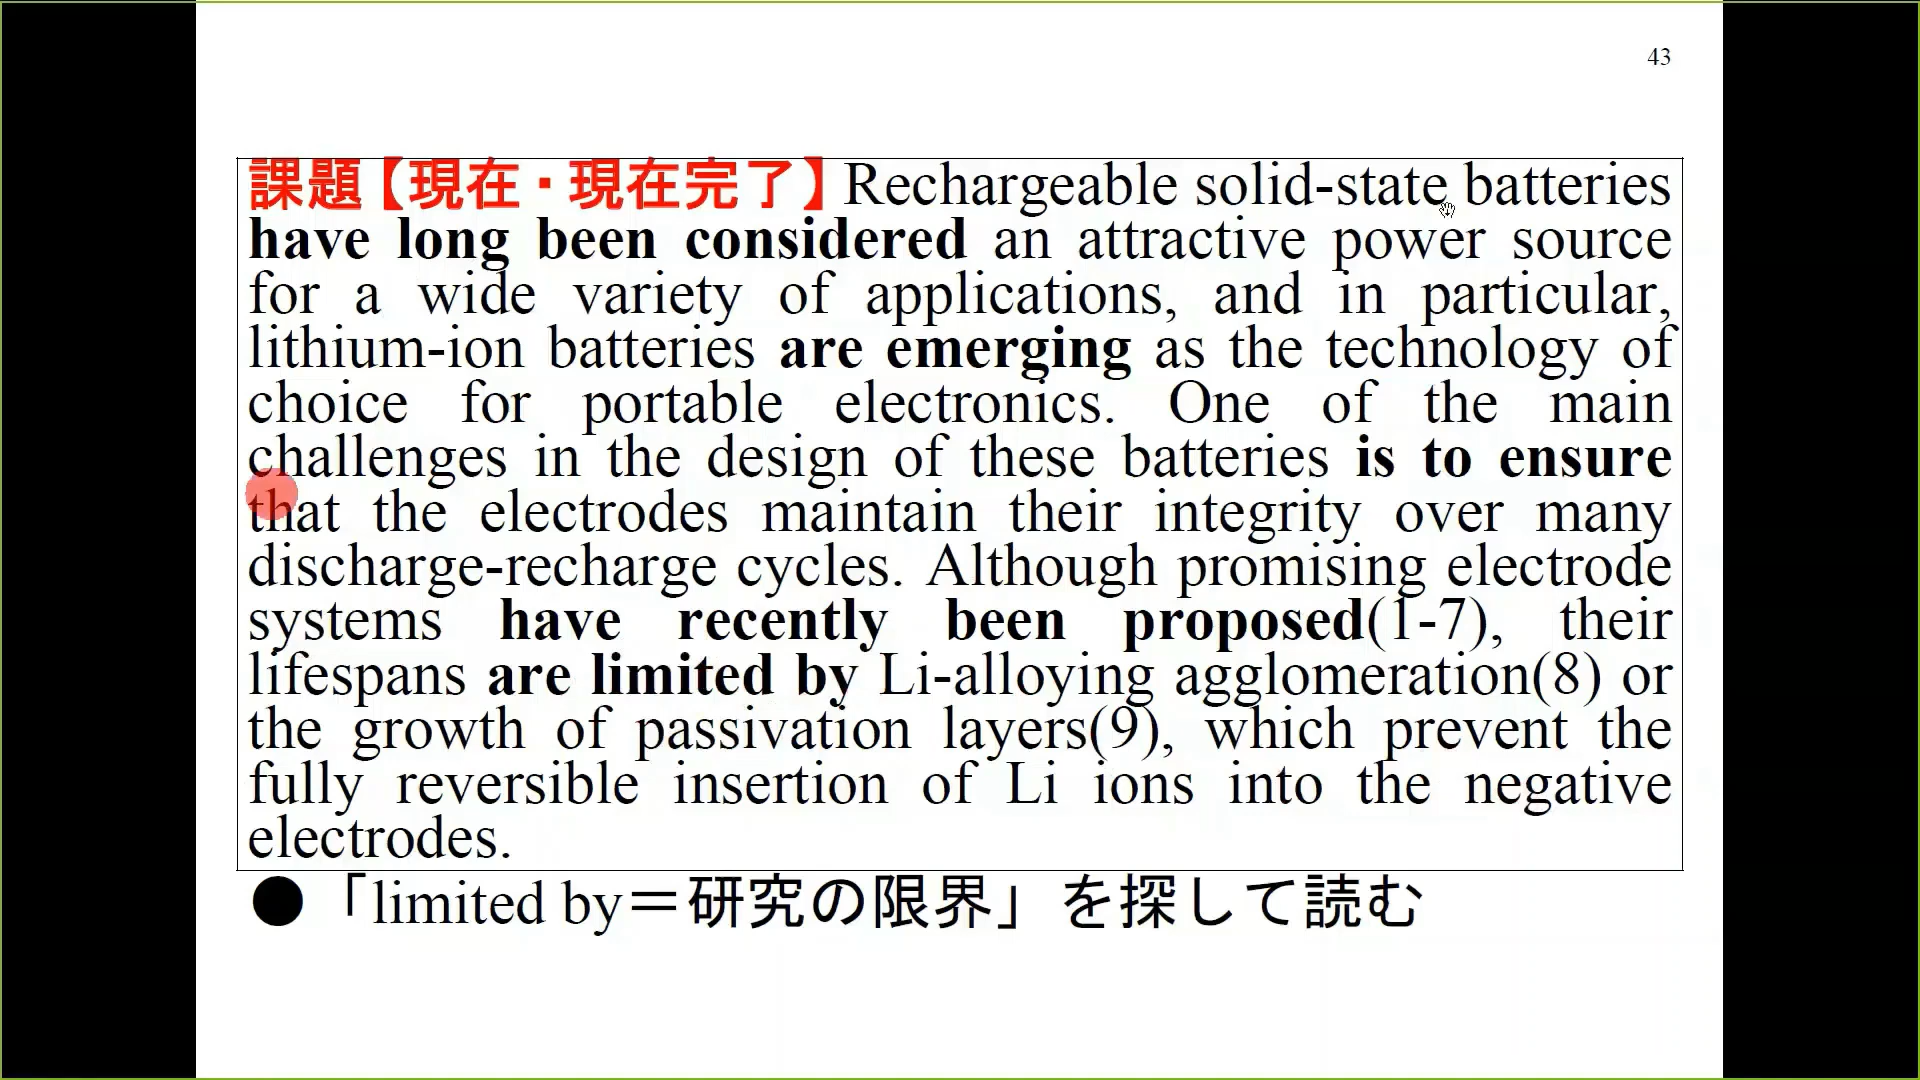 43
課題【現在・現在完了】Rechargeable solid-state batteries
have long been considered an attractive power source
for a wide variety of applications, and in particular,
lithium-ion batteries are emerging as the technology of
choice for portable electronics. One of the main
challenges in the design of these batteries is to ensure
that the electrodes maintain their integrity over many
discharge-recharge cycles. Although promising electrode
systems have recently been proposed(1-7), their
lifespans are limited by Li-alloying agglomeration(8) or
the growth of passivation layers(9), which prevent the
fully reversible insertion of Li ions into the negative
electrodes.
●「limited by＝研究の限界」を探して読む